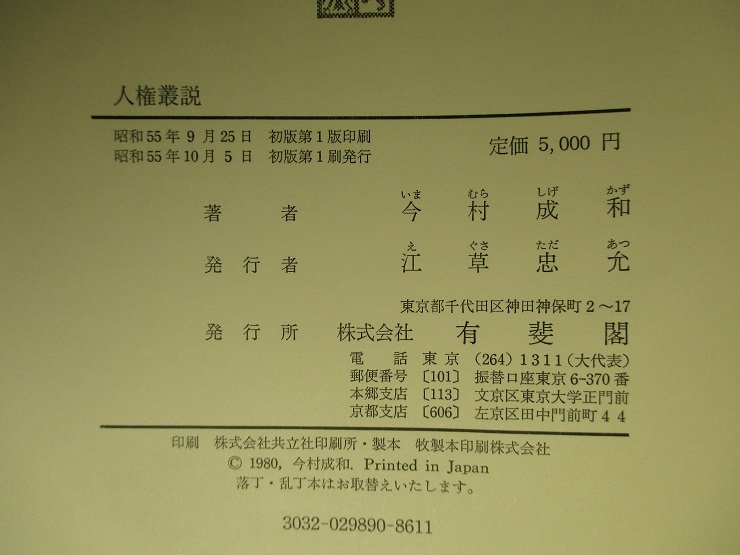 人権叢説
昭和55年9月25日 初版第1版印刷
昭和55年10月5日 初版第1刷発行
定価 5,000 円
いま むら しげ かず
著者 今村成和
え ぐさ ただ あつ
発行者 江草忠允
東京都千代田区神田神保町2～17
発行所 株式会社 有斐閣
電話 東京 (264) 1311 (大代表)
郵便番号 〔101〕 振替口座東京6-370番
本郷支店 〔113〕 文京区東京大学正門前
京都支店 〔606〕 左京区田中門前町44
印刷 株式会社共立社印刷所・製本 牧製本印刷株式会社
© 1980, 今村成和. Printed in Japan
落丁・乱丁本はお取替えいたします。
3032-029890-8611